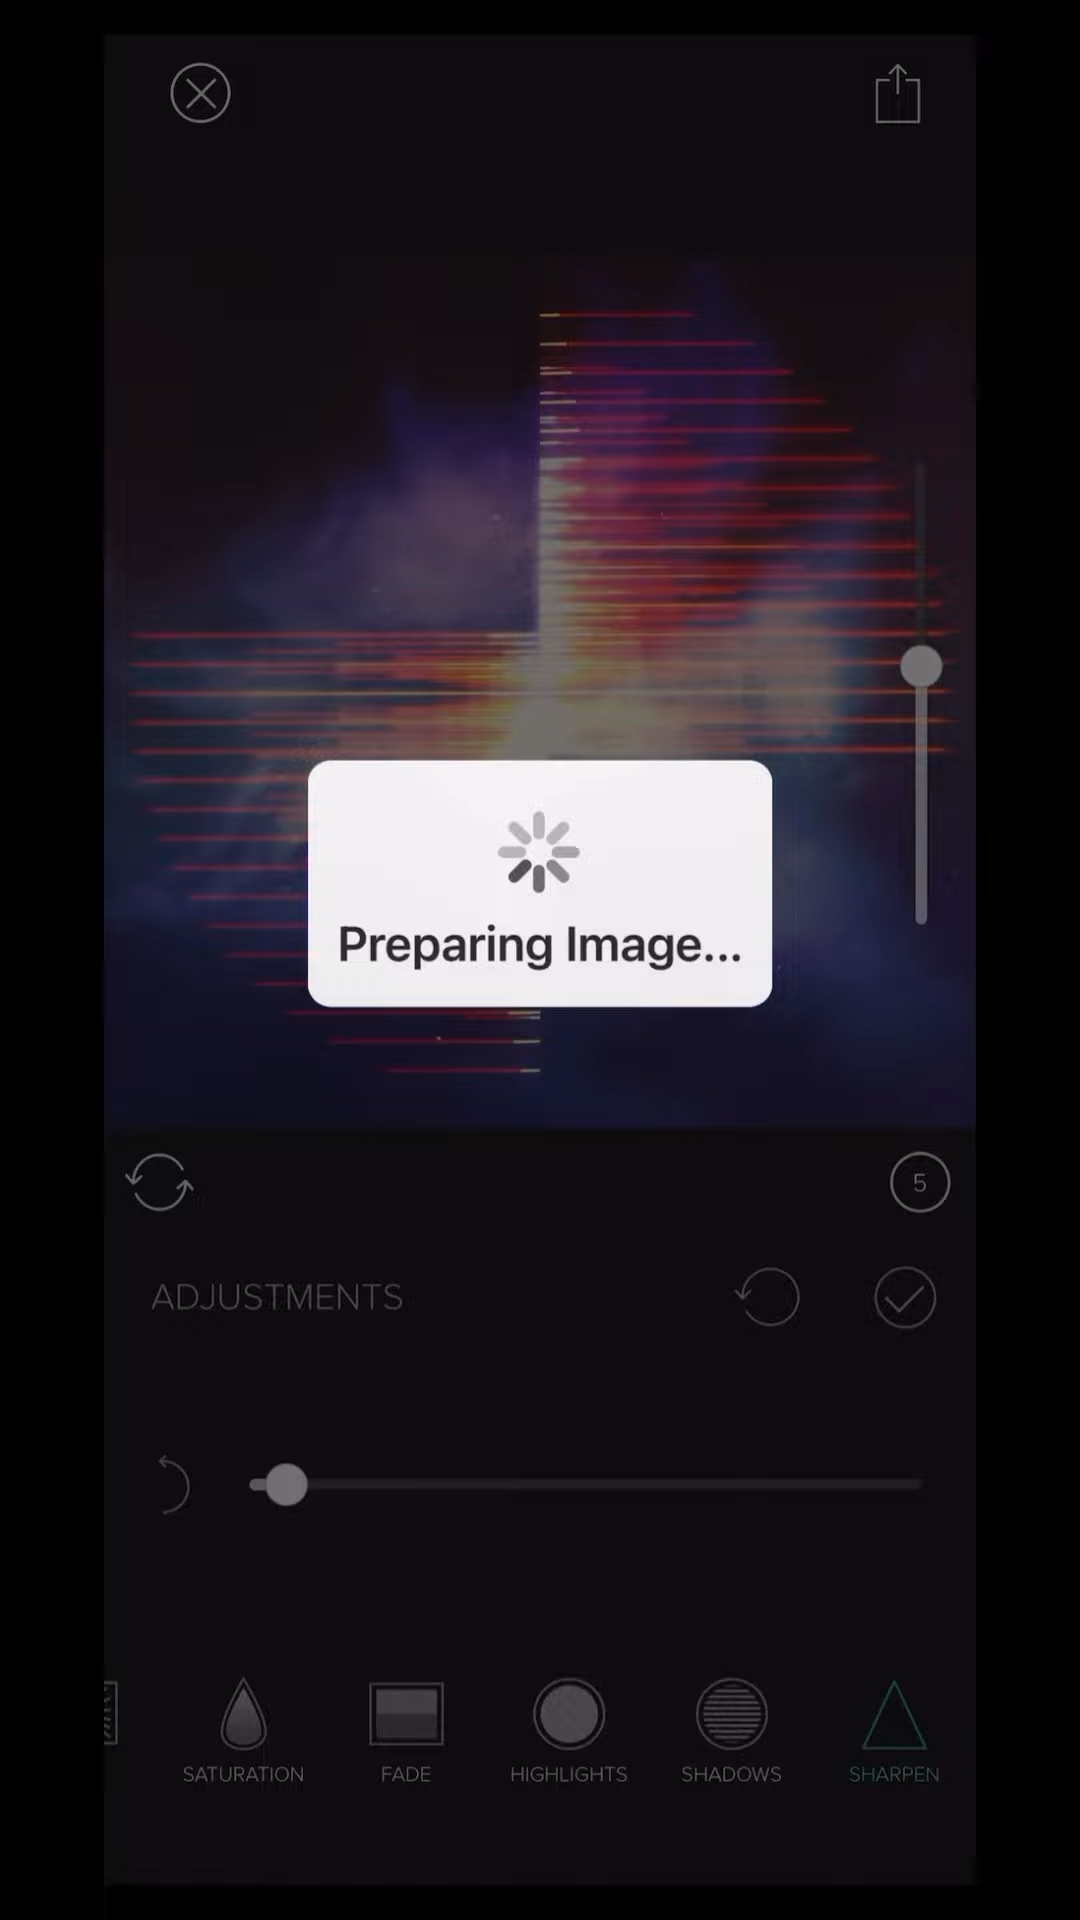 Preparing Image...
5
ADJUSTMENTS
SATURATION
FADE
HIGHLIGHTS
SHADOWS
SHARPEN